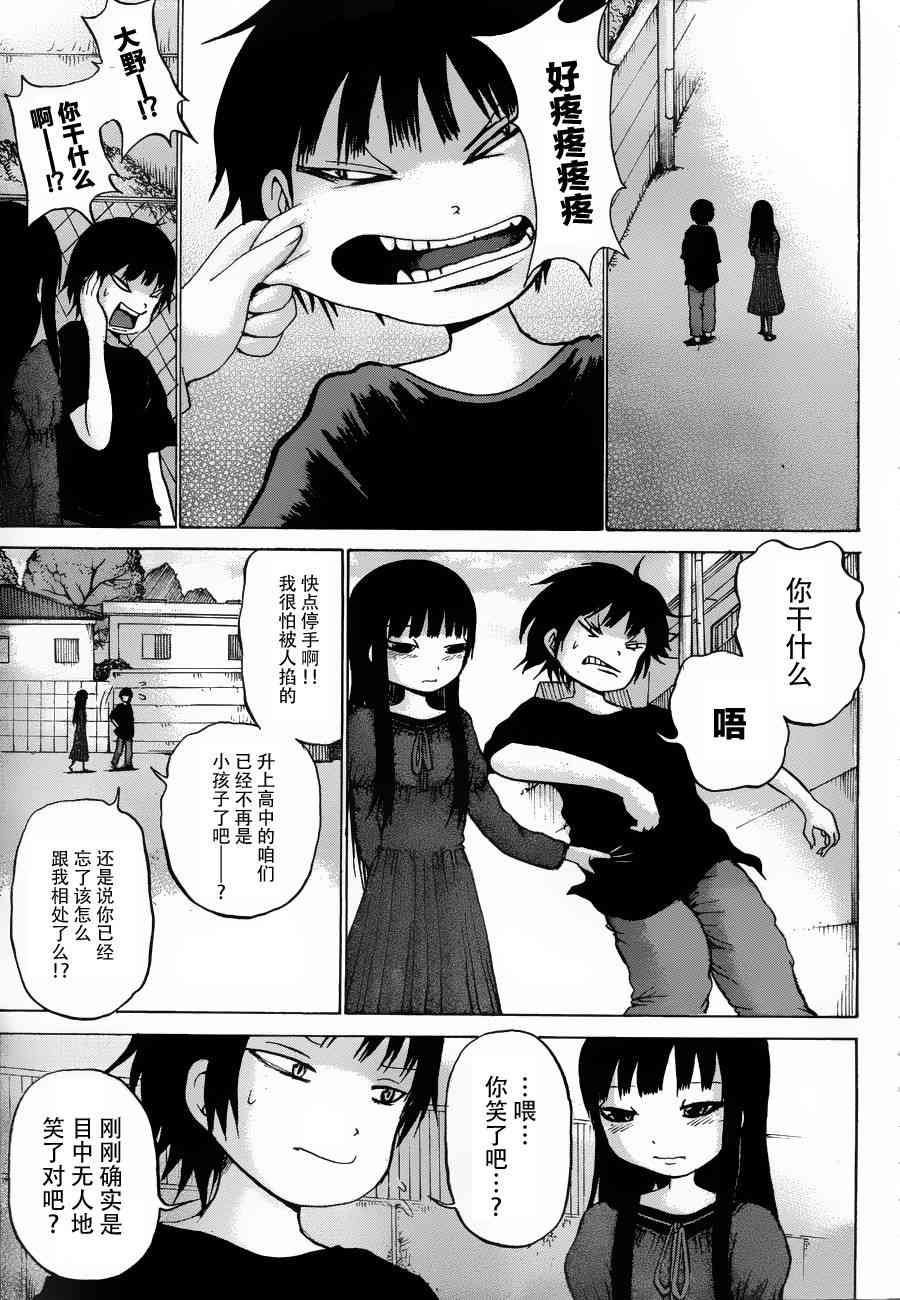 好疼疼疼疼
大野—!?
你干什么
啊——!?
你干什么
唔
快点停手啊!!
我很怕被人掐的
升上高中的咱们
已经不再是
小孩子了吧——?
还是说你已经
忘了该怎么
跟我相处了么!?
…喂…
你笑了吧…?
刚刚确实是
目中无人地
笑了对吧?